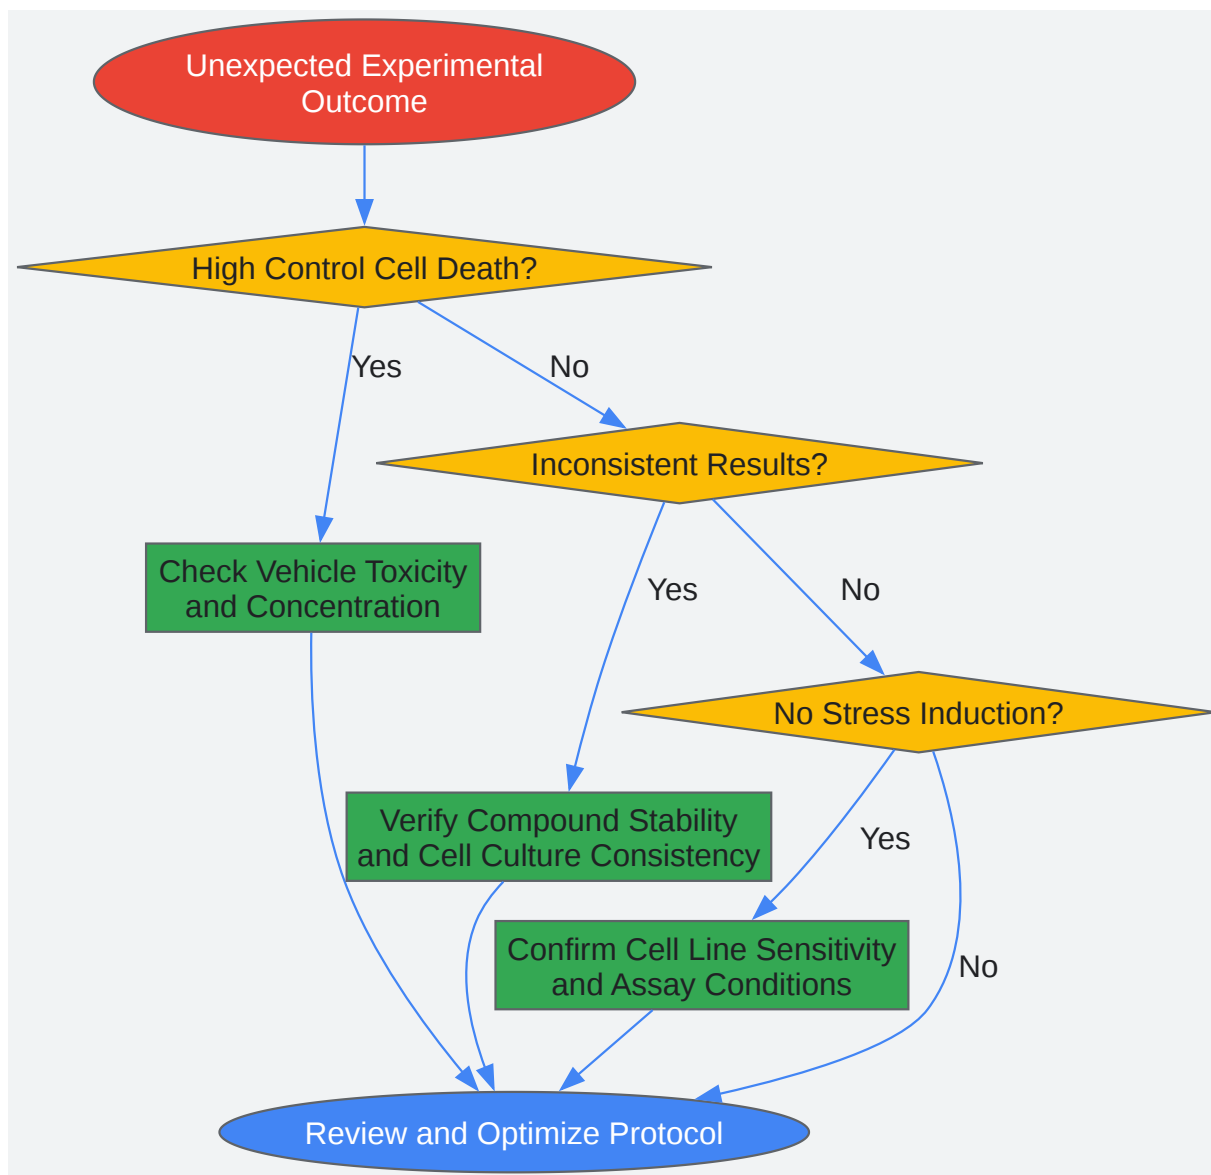 Unexpected Experimental
Outcome
High Control Cell Death?
Yes
No
Inconsistent Results?
Check Vehicle Toxicity
and Concentration
Yes
No
No Stress Induction?
Verify Compound Stability
and Cell Culture Consistency
Yes
Confirm Cell Line Sensitivity
and Assay Conditions
No
Review and Optimize Protocol